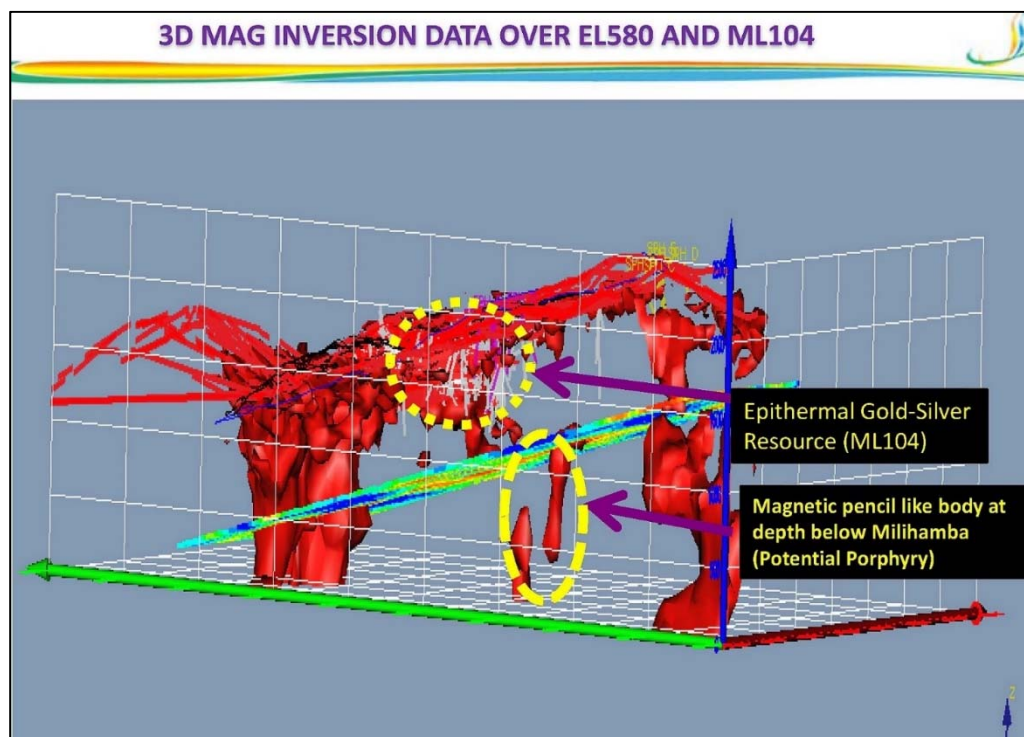 3D MAG INVERSION DATA OVER EL580 AND ML104
Epithermal Gold-Silver
Resource (ML104)
Magnetic pencil like body at
depth below Milihamba
(Potential Porphyry)
Z